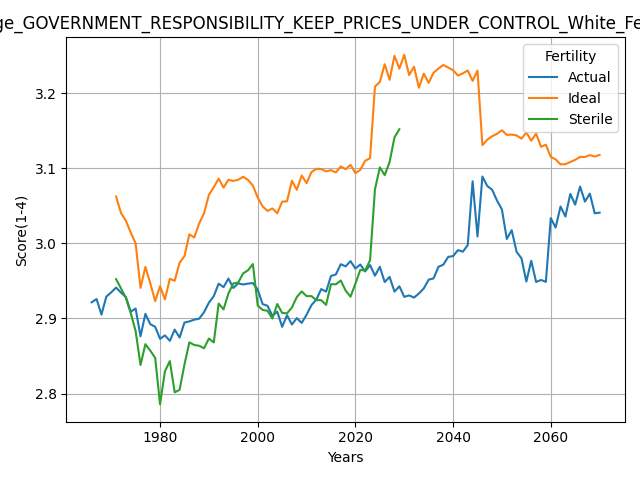 ge_GOVERNMENT_RESPONSIBILITY_KEEP_PRICES_UNDER_CONTROL_White_Fe
Fertility
Actual
Ideal
Sterile
Score(1-4)
3.2
3.1
3.0
2.9
2.8
1980 2000 2020 2040 2060
Years